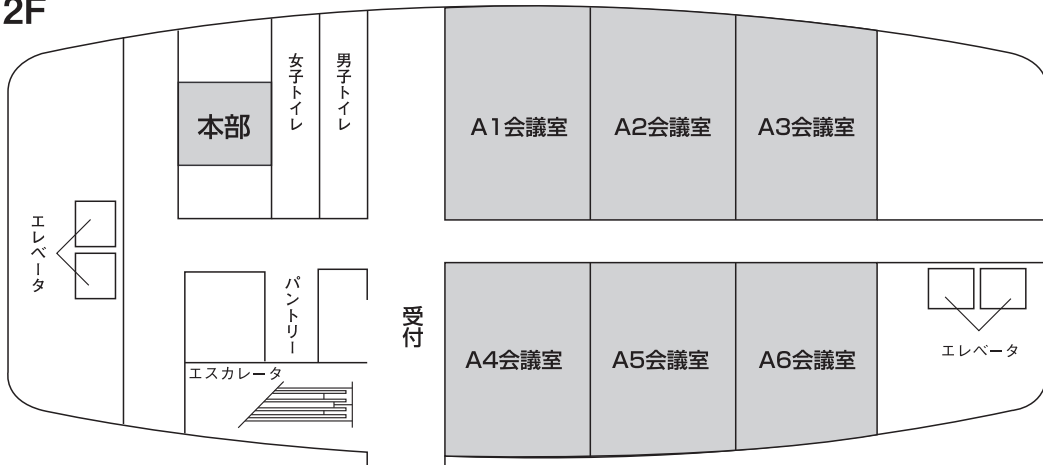 2F
本部
女子トイレ
男子トイレ
A1会議室
A2会議室
A3会議室
エレベータ
パントリー
受付
エスカレータ
A4会議室
A5会議室
A6会議室
エレベータ